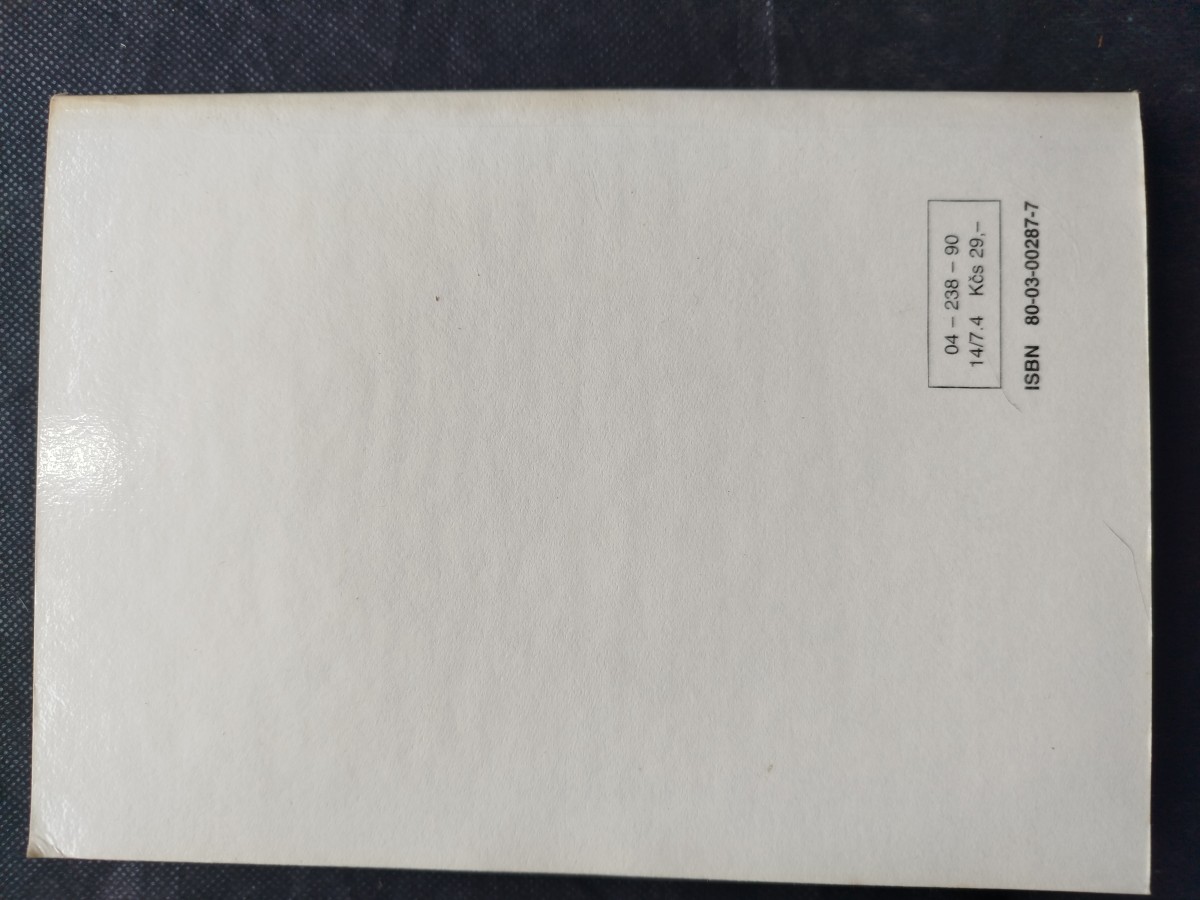 04 – 238 – 90
14/7.4 Kčs 29,–
ISBN 80-03-00287-7